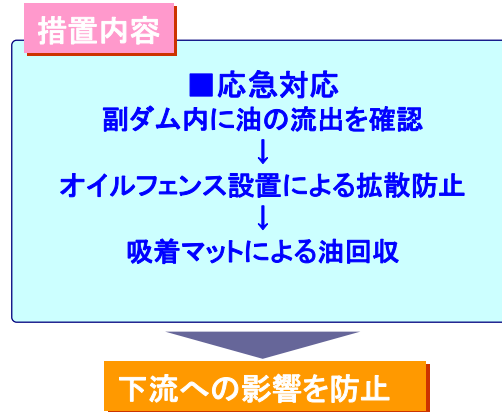 措置内容
■応急対応
副ダム内に油の流出を確認
↓
オイルフェンス設置による拡散防止
↓
吸着マットによる油回収
下流への影響を防止